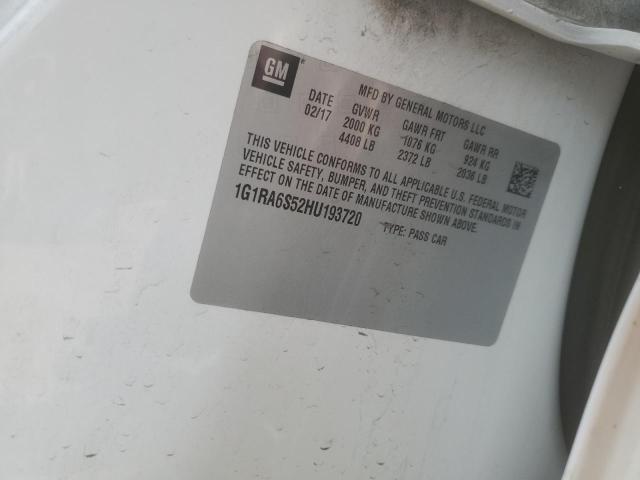 GM
MFD BY GENERAL MOTORS LLC
DATE GVWR GAWR FRT GAWR RR
02/17 2000 KG 1076 KG 924 KG
4408 LB 2372 LB 2036 LB
THIS VEHICLE CONFORMS TO ALL APPLICABLE U.S. FEDERAL MOTOR
VEHICLE SAFETY, BUMPER, AND THEFT PREVENTION STANDARDS IN
EFFECT ON THE DATE OF MANUFACTURE SHOWN ABOVE.
1G1RA6S52HU193720 TYPE: PASS CAR